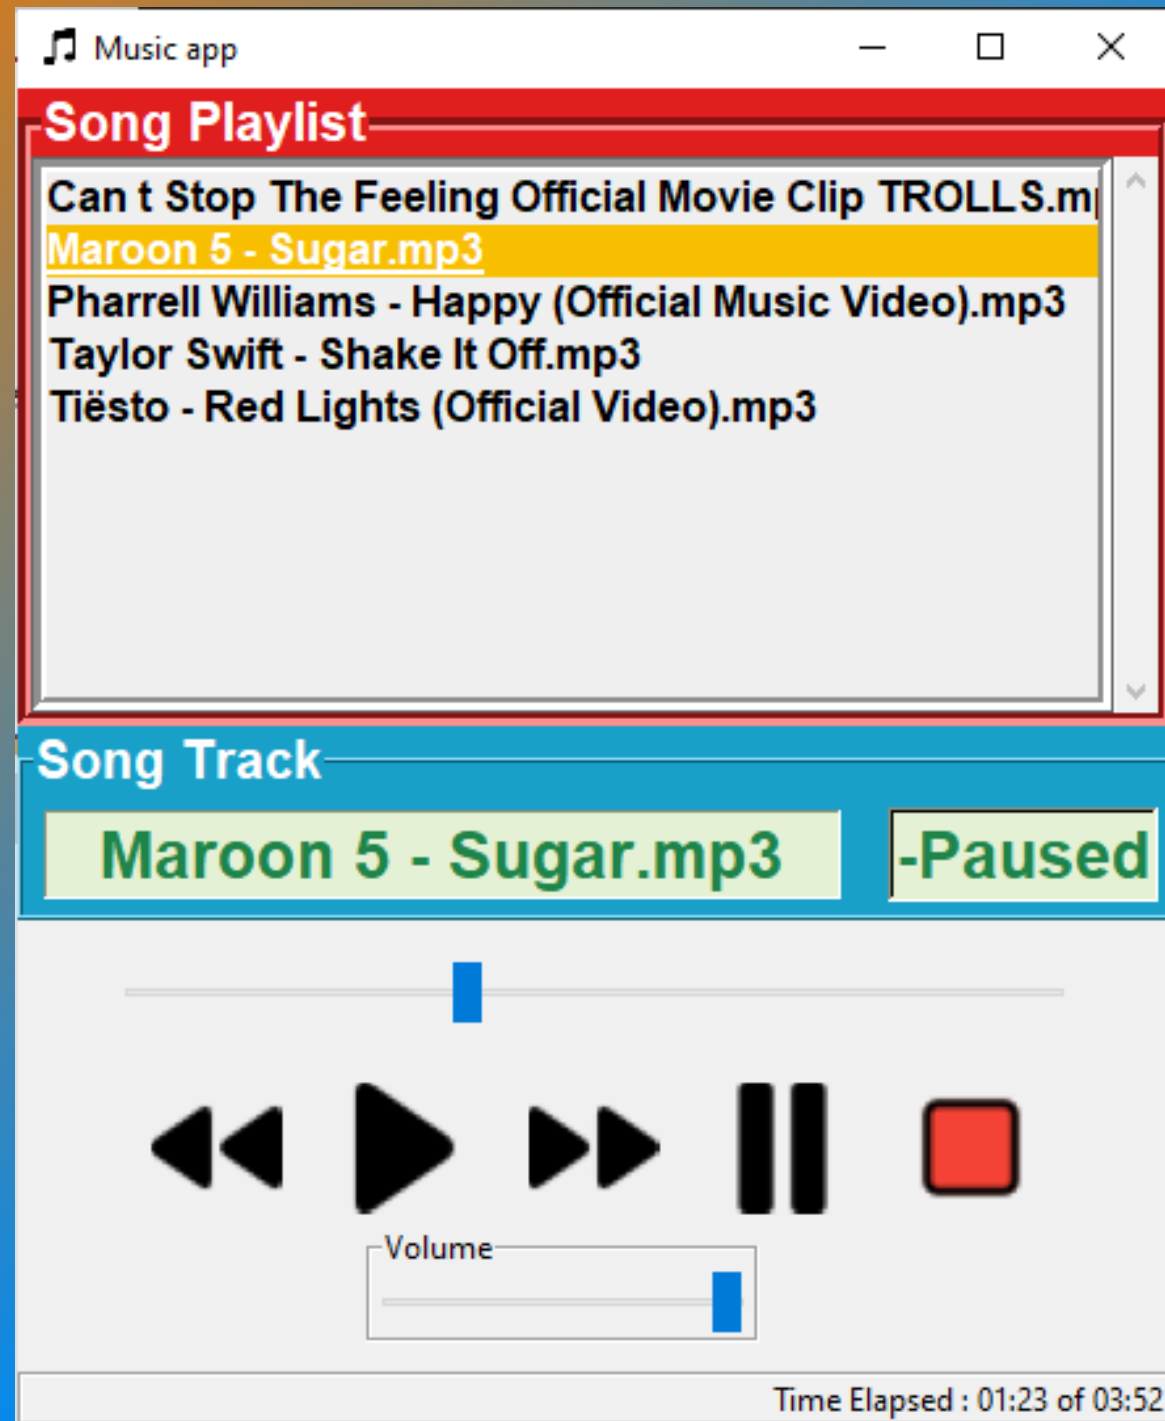 Music app
Song Playlist
Can t Stop The Feeling Official Movie Clip TROLLS.mp
Maroon 5 - Sugar.mp3
Pharrell Williams - Happy (Official Music Video).mp3
Taylor Swift - Shake It Off.mp3
Tiësto - Red Lights (Official Video).mp3
Song Track
Maroon 5 - Sugar.mp3
-Paused
Volume
Time Elapsed : 01:23 of 03:52